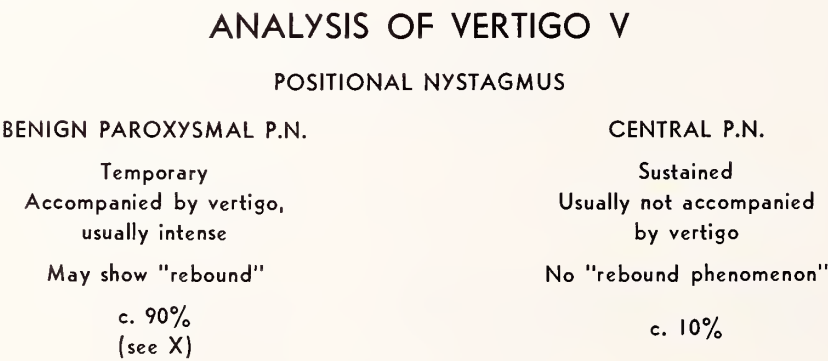 ANALYSIS OF VERTIGO V
POSITIONAL NYSTAGMUS
BENIGN PAROXYSMAL P.N.
Temporary
Accompanied by vertigo,
usually intense
May show "rebound"
c. 90%
(see X)
CENTRAL P.N.
Sustained
Usually not accompanied
by vertigo
No "rebound phenomenon"
c. 10%